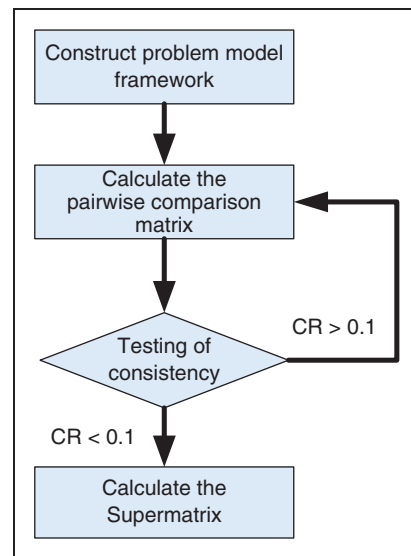 Construct problem model
framework
Calculate the
pairwise comparison
matrix
Testing of
consistency
CR > 0.1
CR < 0.1
Calculate the
Supermatrix